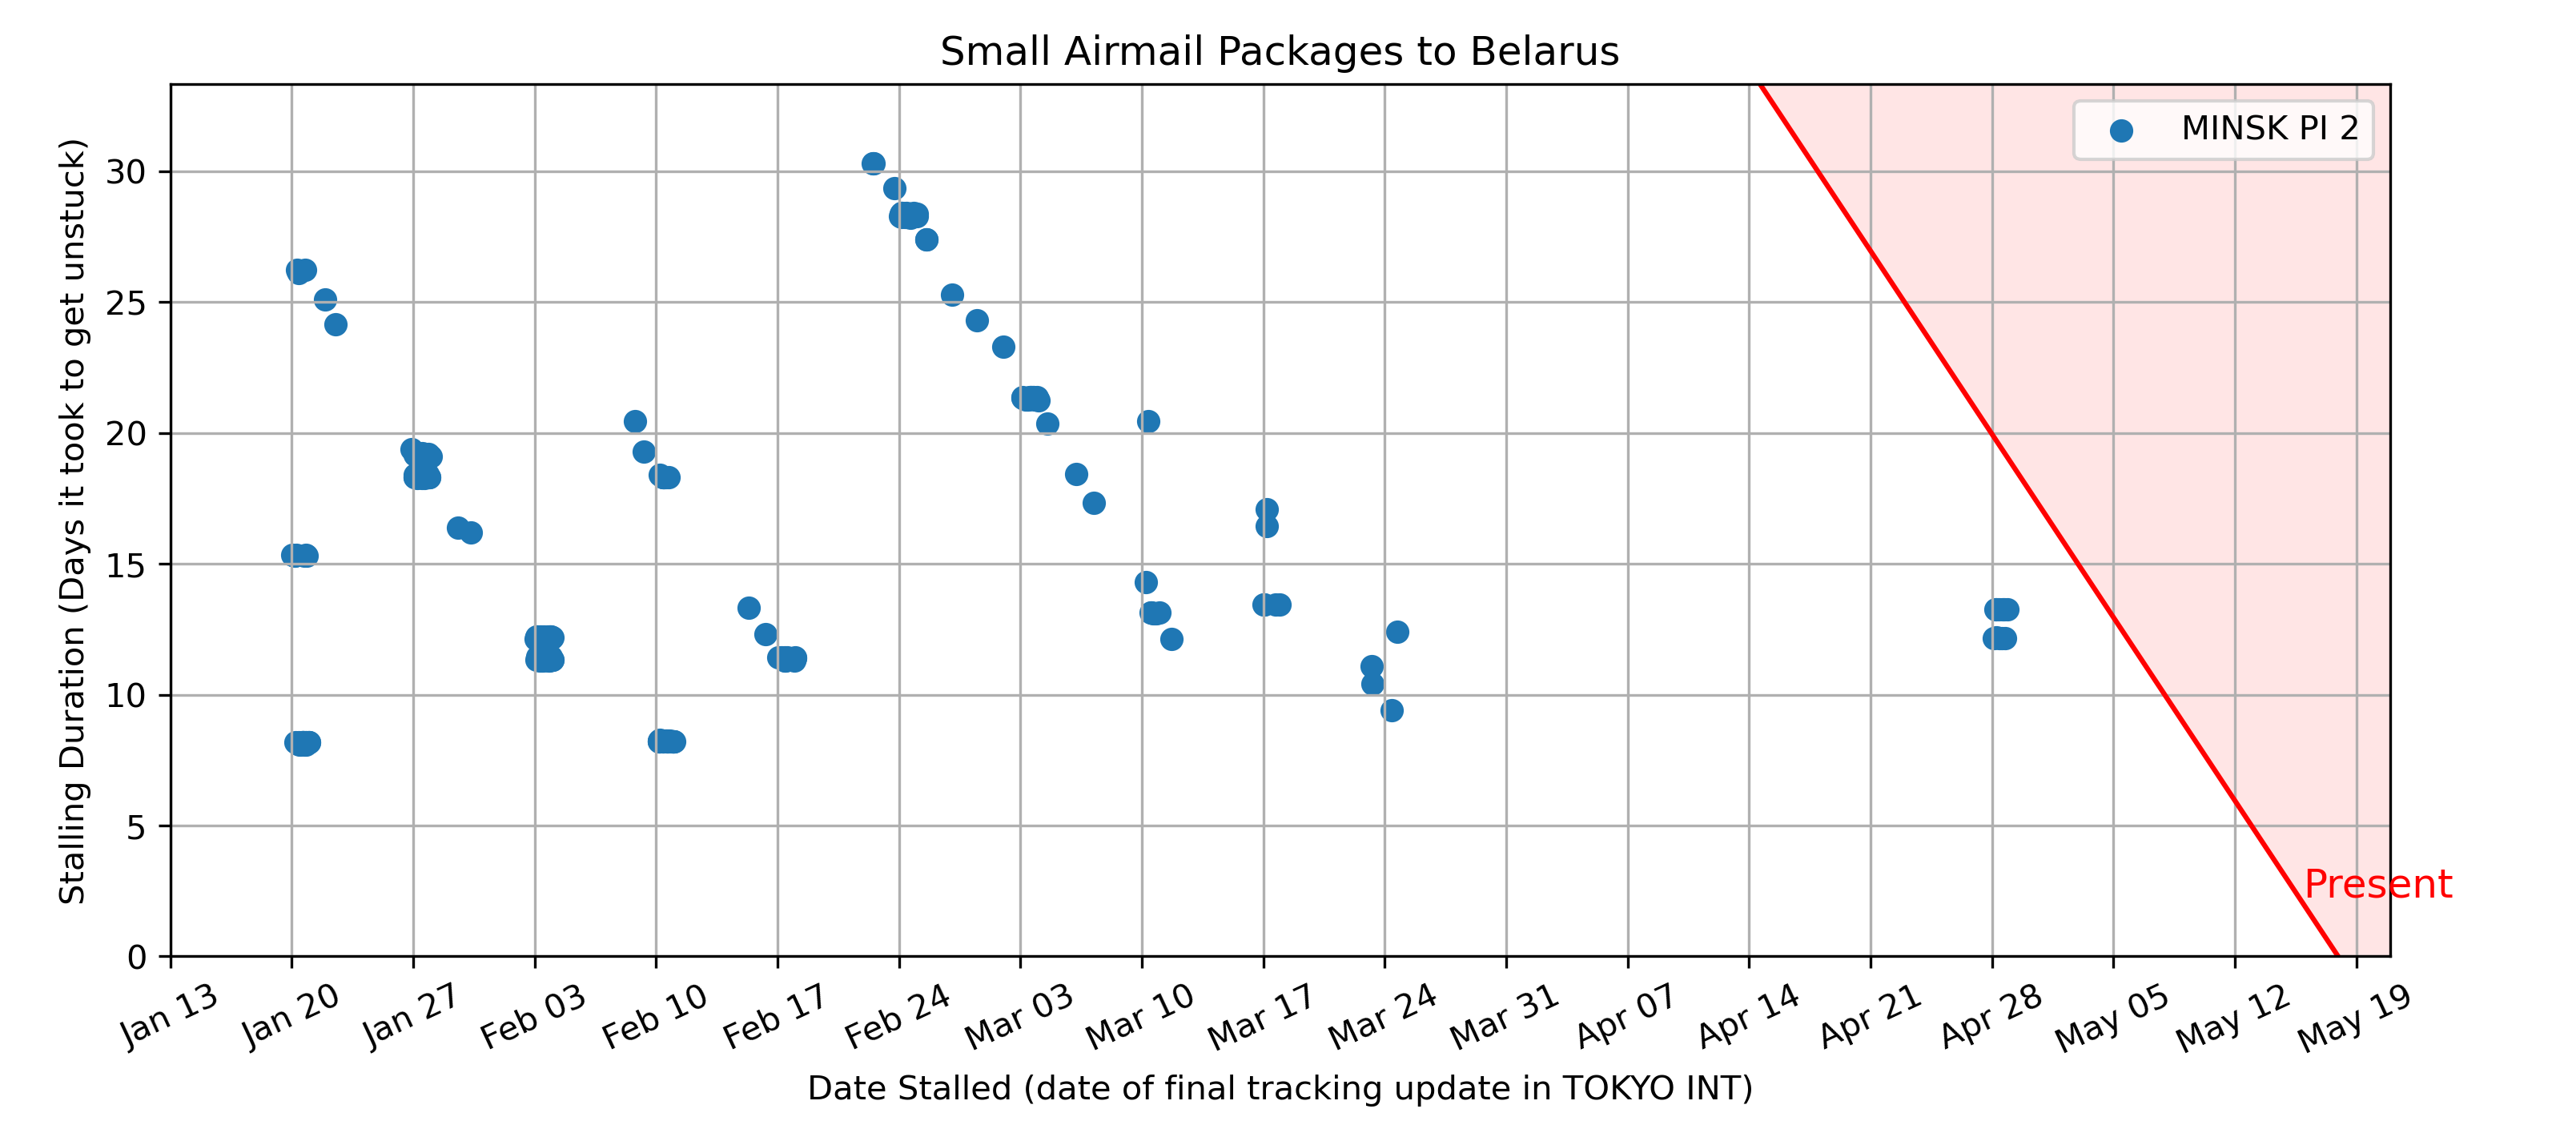 Small Airmail Packages to Belarus
MINSK PI 2
Stalling Duration (Days it took to get unstuck)
30
25
20
15
10
5
0
Present
Jan 13
Jan 20
Jan 27
Feb 03
Feb 10
Feb 17
Feb 24
Mar 03
Mar 10
Mar 17
Mar 24
Mar 31
Apr 07
Apr 14
Apr 21
Apr 28
May 05
May 12
May 19
Date Stalled (date of final tracking update in TOKYO INT)